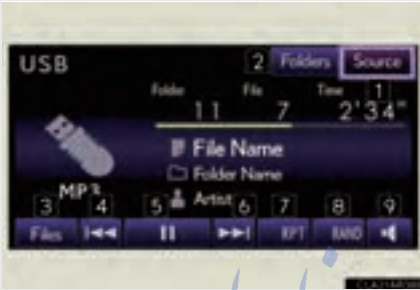 USB 2 Folders Source
Folder File Time 1
11 7 2'34"
File Name
Folder Name
MP3 Artist
3 4 5 6 7 8 9
Files RPT RAND